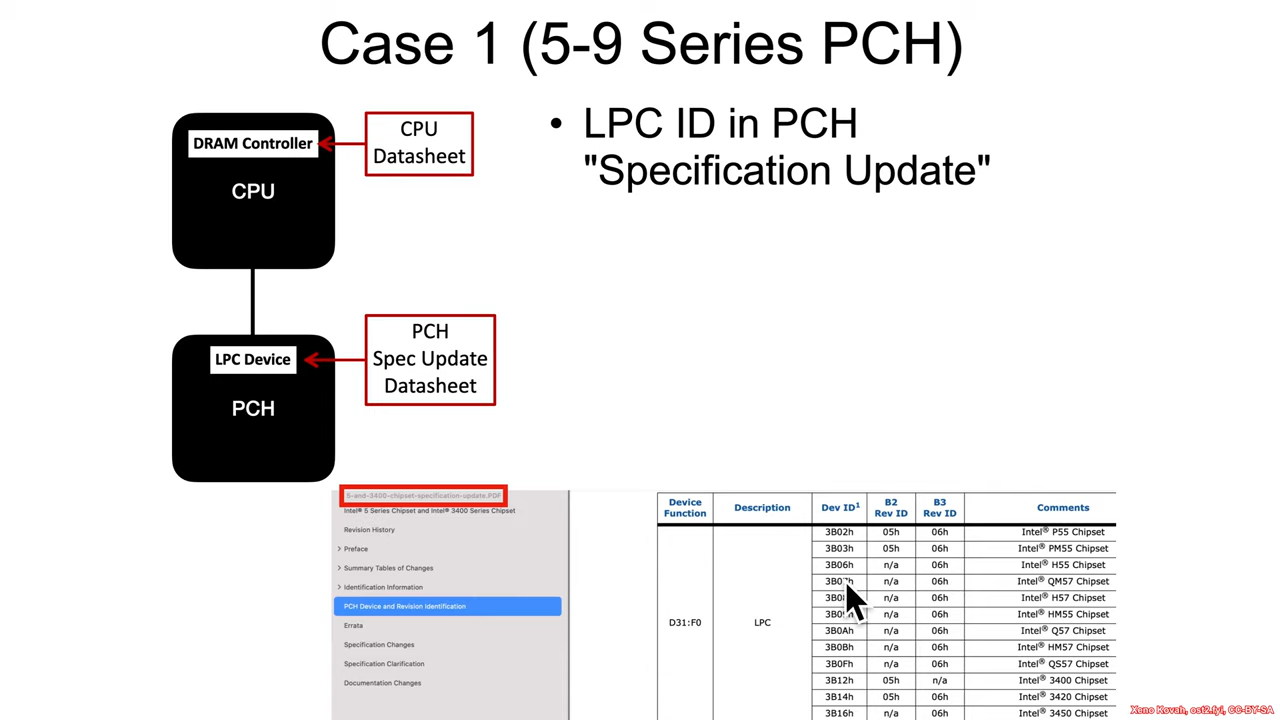 Case 1 (5-9 Series PCH)
DRAM Controller
CPU
CPU
Datasheet
• LPC ID in PCH
"Specification Update"
LPC Device
PCH
PCH
Spec Update
Datasheet
5-and-3400-chipset-specification-update.PDF
Intel® 5 Series Chipset and Intel® 3400 Series Chipset
Revision History
> Preface
> Summary Tables of Changes
> Identification Information
PCH Device and Revision Identification
Errata
Specification Changes
Specification Clarification
Documentation Changes
Device Function Description Dev ID1 B2 Rev ID B3 Rev ID Comments
D31:F0 LPC
3B02h 05h 06h Intel® P55 Chipset
3B03h 05h 06h Intel® PM55 Chipset
3B06h n/a 06h Intel® H55 Chipset
n/a 06h Intel® QM57 Chipset
n/a 06h Intel® H57 Chipset
n/a 06h Intel® HM55 Chipset
3B0Ah n/a 06h Intel® Q57 Chipset
3B0Bh n/a 06h Intel® HM57 Chipset
3B0Fh n/a 06h Intel® QS57 Chipset
3B12h 05h n/a Intel® 3400 Chipset
3B14h 05h 06h Intel® 3420 Chipset
3B16h n/a 06h Intel® 3450 Chipset
Xeno Kovah, ost2.fyi, CC-BY-SA